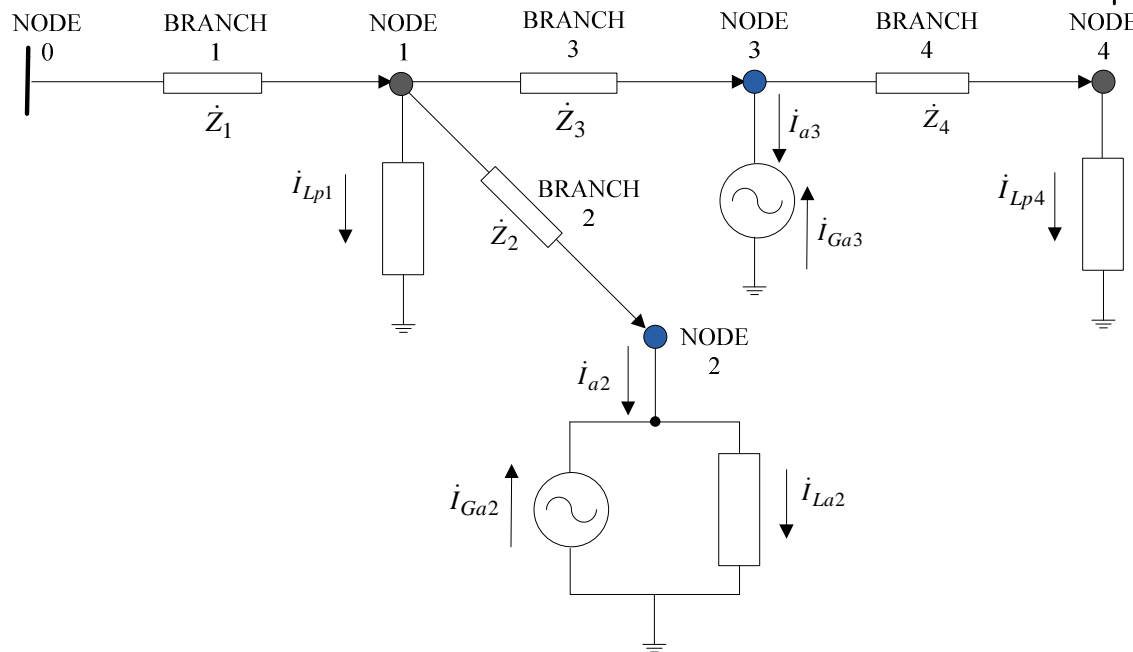 NODE
0
BRANCH
1
NODE
1
BRANCH
3
NODE
3
BRANCH
4
NODE
4
Ż1
Ż3
Ż4
İa3
İLp1
BRANCH
2
Ż2
İGa3
İLp4
NODE
2
İa2
İGa2
İLa2